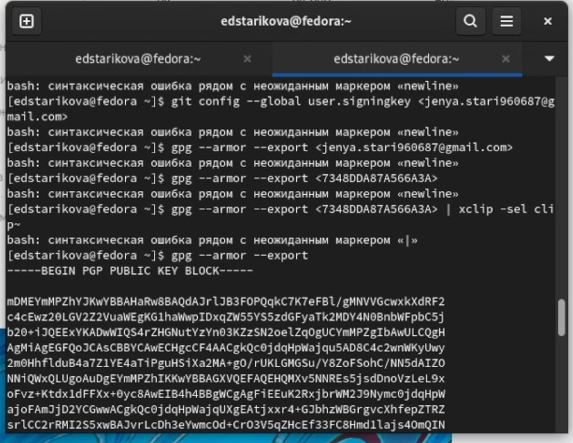 edstarikova@fedora:~
edstarikova@fedora:~
edstarikova@fedora:~
bash: синтаксическая ошибка рядом с неожиданным маркером «newline»
[edstarikova@fedora ~]$ git config --global user.signingkey <jenya.stari960687@g
mail.com>
bash: синтаксическая ошибка рядом с неожиданным маркером «newline»
[edstarikova@fedora ~]$ gpg --armor --export <jenya.stari960687@gmail.com>
bash: синтаксическая ошибка рядом с неожиданным маркером «newline»
[edstarikova@fedora ~]$ gpg --armor --export <7348DDA87A566A3A>
bash: синтаксическая ошибка рядом с неожиданным маркером «newline»
[edstarikova@fedora ~]$ gpg --armor --export <7348DDA87A566A3A> | xclip -sel cli
p~
bash: синтаксическая ошибка рядом с неожиданным маркером «|»
[edstarikova@fedora ~]$ gpg --armor --export
-----BEGIN PGP PUBLIC KEY BLOCK-----
mDMEYmMPZhYJKwYBBAHaRw8BAQdAJrlJB3FOPQqkC7K7eFBl/gMNVVGcwxkXdRF2
c4cEwz20LGV2Z2VuaWEgKG1haWwpIDxqZW55YS5zdGFyaTk2MDY4N0BnbWFpbC5j
b20+iJQEExYKADwWIQS4rZHGNutYzYn03KZzSN2oelZqOgUCYmMPZgIbAwULCQgH
AgMiAgEGFQoJCAsCBBYCAwECHgcCF4AACgkQc0jdqHpWajqu5AD8C4c2wnWKyUwy
2m0HhflduB4a7Z1YE4aTiPguHSiXa2MA+gO/rUKLGMGSu/Y8ZoFSohC/NN5dAIZO
NNiQWxQLUgoAuDgEYmMPZhIKKwYBBAGXVQEFAQEHQMXv5NNREs5jsdDnoVzLeL9x
oFvz+Ktdx1dFFXx+0yc8AwEIB4h4BBgWCgAgFiEEuK2RxjbrWM2J9Nymc0jdqHpW
ajoFAmJjD2YCGwwACgkQc0jdqHpWajqUXgEAtjxxr4+GJbhzWBGrgvcXhfepZTRZ
srlCC2rRMI2S5xwBAJvrLcDh3eYwmcOd+CrO3V5qZHcEf33FC8Hmd1lajs4OmQIN